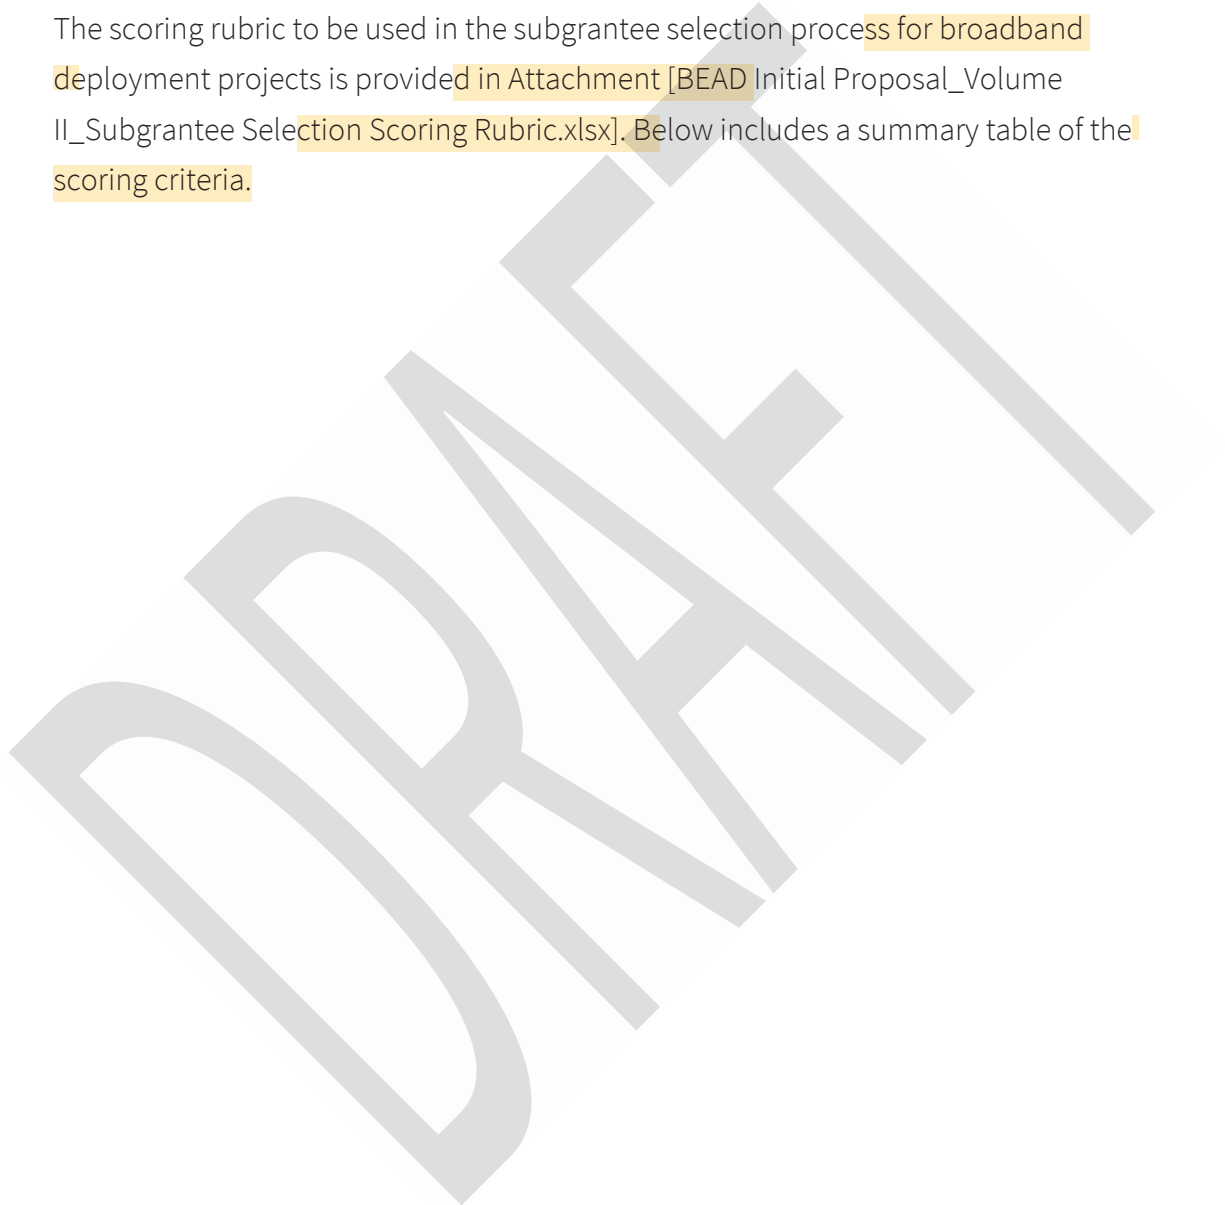 The scoring rubric to be used in the subgrantee selection process for broadband
deployment projects is provided in Attachment [BEAD Initial Proposal_Volume
II_Subgrantee Selection Scoring Rubric.xlsx]. Below includes a summary table of the
scoring criteria.
DRAFT